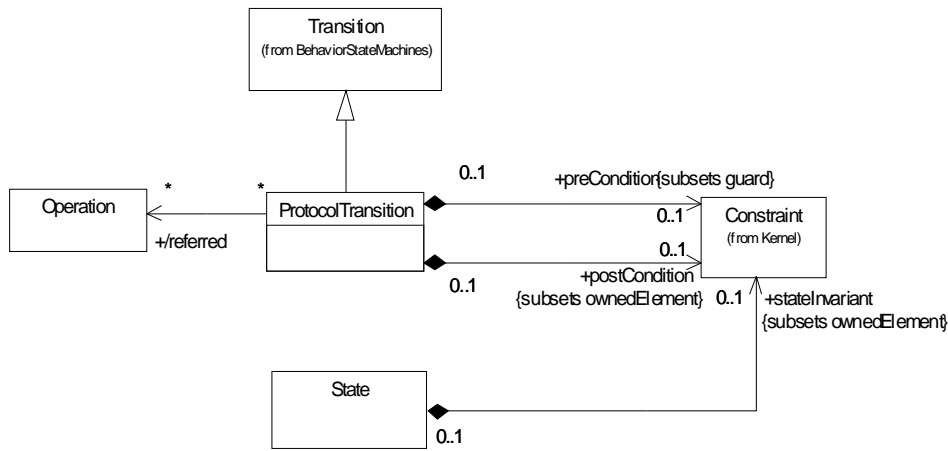 Transition
(from BehaviorStateMachines)
0..1
+preCondition{subsets guard}
*
*
Operation
ProtocolTransition
0..1
Constraint
(from Kernel)
+/referred
0..1
0..1
+postCondition
{subsets ownedElement}
0..1
+stateInvariant
{subsets ownedElement}
State
0..1